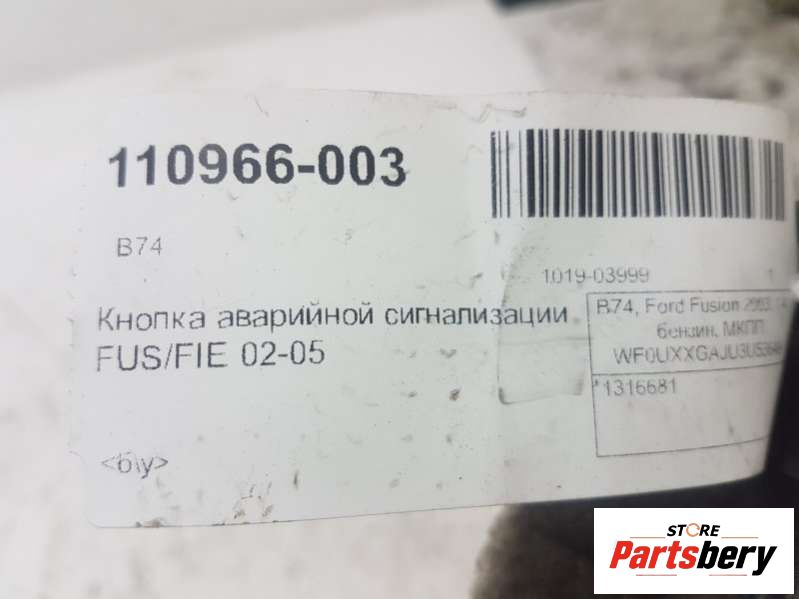 110966-003
B74
1019-03999 1
Кнопка аварийной сигнализации
FUS/FIE 02-05
B74, Ford Fusion
бензин, МКПП,
*1316681
<б\у>
STORE
Partsbery